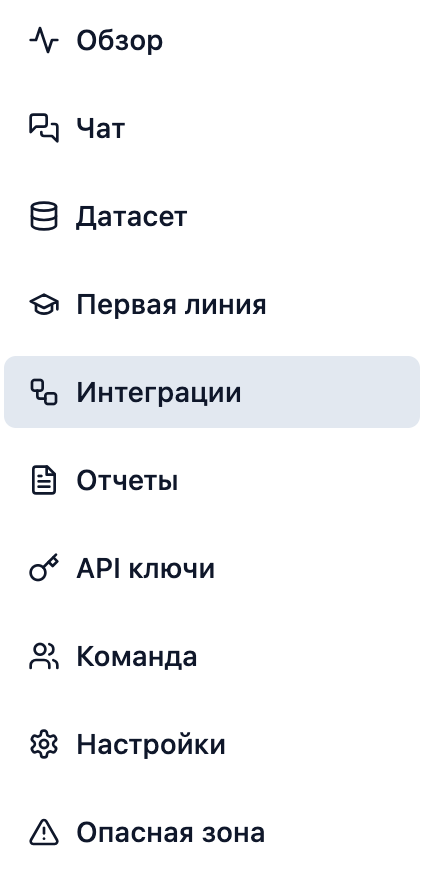 Обзор
Чат
Датасет
Первая линия
Интеграции
Отчеты
API ключи
Команда
Настройки
Опасная зона